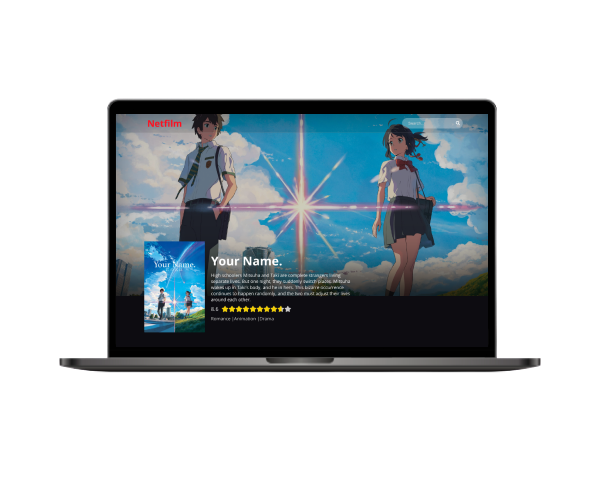 Netfilm
Search
Your Name.
Your Name.
High schoolers Mitsuha and Taki are complete strangers living
separate lives. But one night, they suddenly switch places. Mitsuha
wakes up in Taki's body, and he in hers. This bizarre occurrence
continues to happen randomly, and the two must adjust their lives
around each other.
8.6
Romance |Animation |Drama